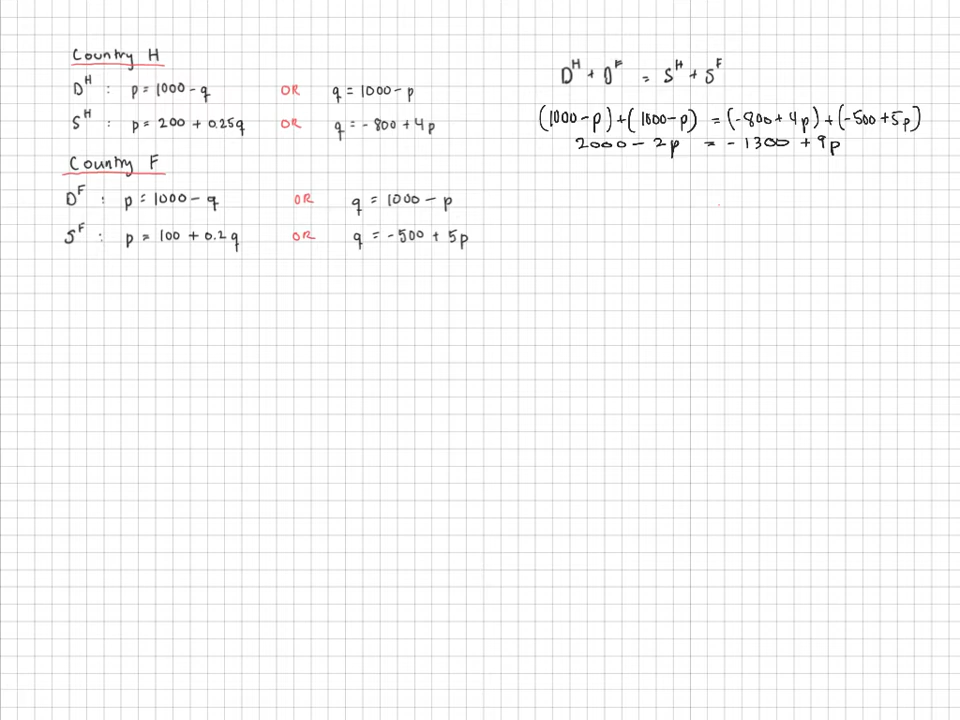 Country H
D^H : p = 1000 - q OR q = 1000 - p
S^H : p = 200 + 0.25q OR q = - 800 + 4p
Country F
D^F : p = 1000 - q OR q = 1000 - p
S^F : p = 100 + 0.2q OR q = - 500 + 5p
D^H + D^F = S^H + S^F
(1000 - p) + (1000 - p) = (- 800 + 4p) + (- 500 + 5p)
2000 - 2p = - 1300 + 9p